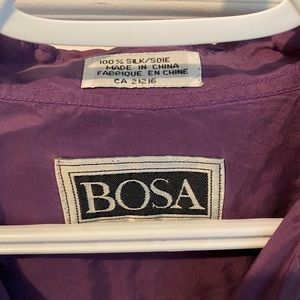 100% SILK/SOIE
MADE IN CHINA
FABRIQUE EN CHINE
CA 21216
BOSA